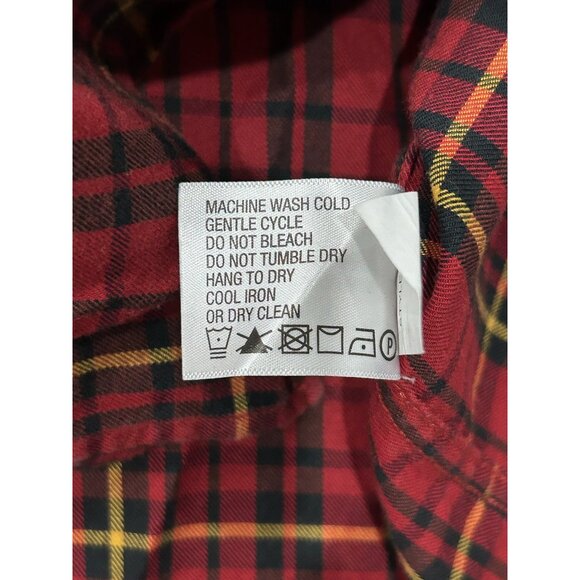 MACHINE WASH COLD
GENTLE CYCLE
DO NOT BLEACH
DO NOT TUMBLE DRY
HANG TO DRY
COOL IRON
OR DRY CLEAN
P